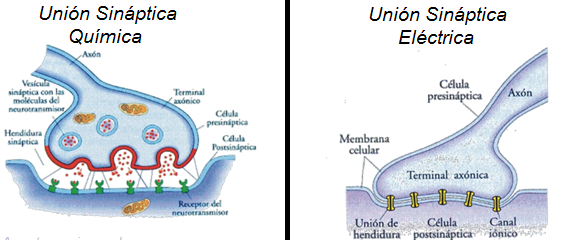 Unión Sináptica
Química
Axón
Vesícula
sináptica con las
moléculas del
neurotransmisor
Terminal
axónico
Célula
presináptica
Hendidura
sináptica
Célula
Postsináptica
Receptor del
neurotransmisor
Unión Sináptica
Eléctrica
Célula
presináptica
Axón
Membrana
celular
Terminal axónica
Unión de
hendidura
Célula
postsináptica
Canal
iónico